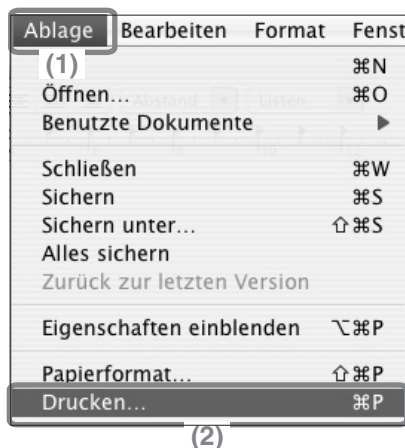 Ablage Bearbeiten Format Fenst
(1) ⌘N
Öffnen... ⌘O
Benutzte Dokumente ▶
Schließen ⌘W
Sichern ⌘S
Sichern unter... ⇧⌘S
Alles sichern
Zurück zur letzten Version
Eigenschaften einblenden ⌥⌘P
Papierformat... ⇧⌘P
Drucken... ⌘P
(2)